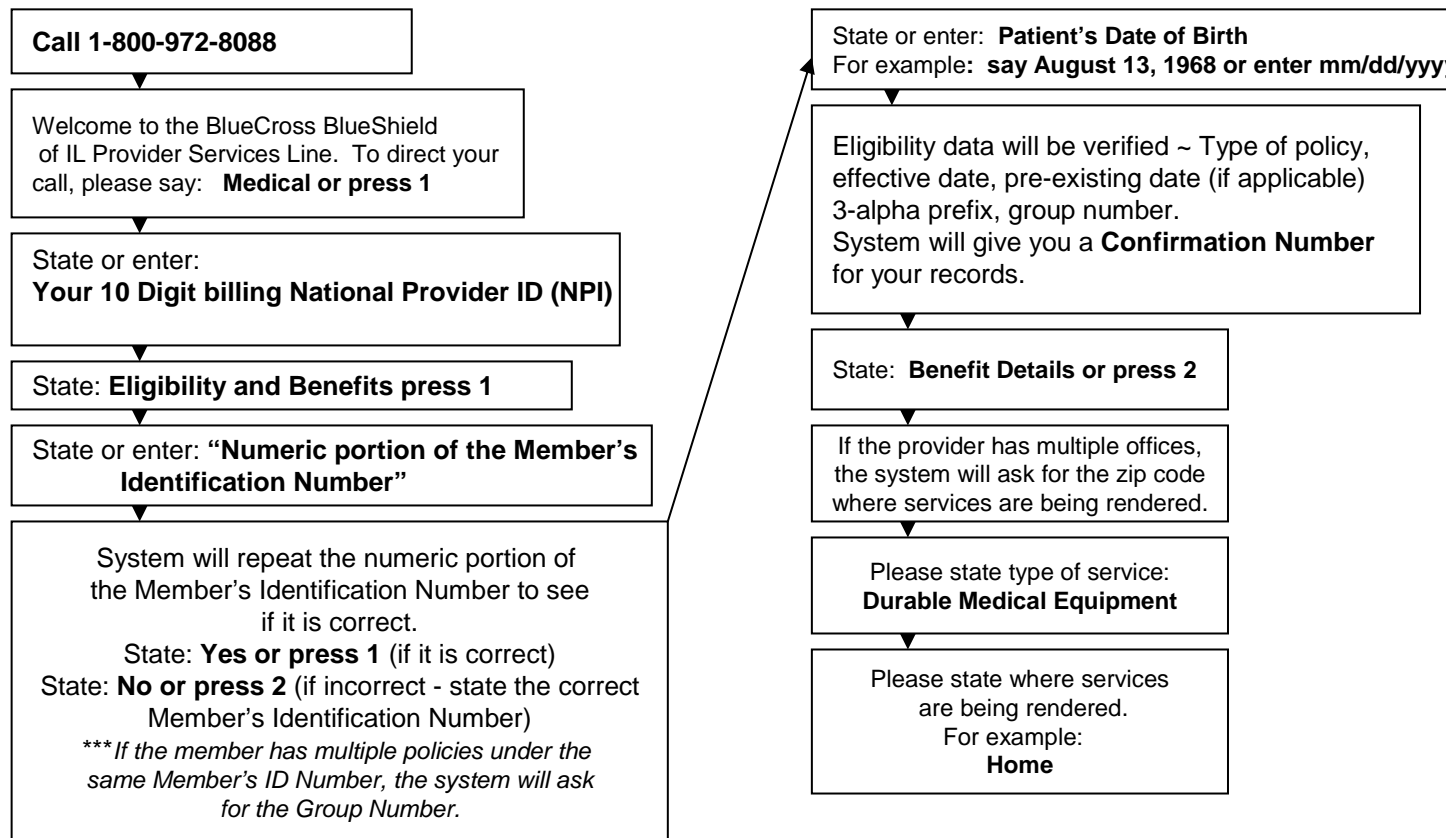 Call 1-800-972-8088
Welcome to the BlueCross BlueShield
of IL Provider Services Line. To direct your
call, please say: Medical or press 1
State or enter:
Your 10 Digit billing National Provider ID (NPI)
State: Eligibility and Benefits press 1
State or enter: “Numeric portion of the Member’s
Identification Number”
System will repeat the numeric portion of
the Member’s Identification Number to see
if it is correct.
State: Yes or press 1 (if it is correct)
State: No or press 2 (if incorrect - state the correct
Member’s Identification Number)
***If the member has multiple policies under the
same Member’s ID Number, the system will ask
for the Group Number.
State or enter: Patient’s Date of Birth
For example: say August 13, 1968 or enter mm/dd/yyyy
Eligibility data will be verified ~ Type of policy,
effective date, pre-existing date (if applicable)
3-alpha prefix, group number.
System will give you a Confirmation Number
for your records.
State: Benefit Details or press 2
If the provider has multiple offices,
the system will ask for the zip code
where services are being rendered.
Please state type of service:
Durable Medical Equipment
Please state where services
are being rendered.
For example:
Home